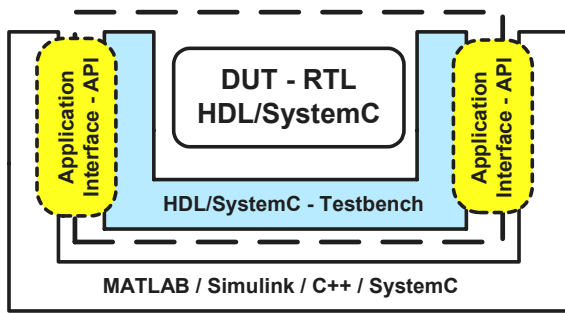 Application
Interface - API
DUT - RTL
HDL/SystemC
Application
Interface - API
HDL/SystemC - Testbench
MATLAB / Simulink / C++ / SystemC